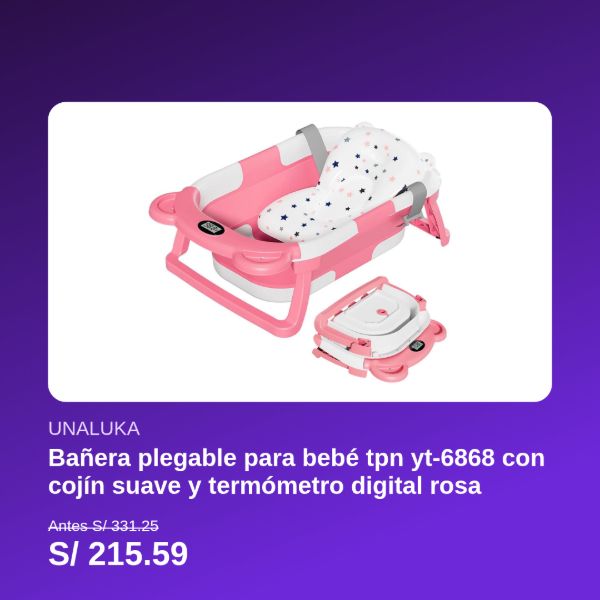 UNALUKA
Bañera plegable para bebé tpn yt-6868 con
cojín suave y termómetro digital rosa
Antes S/ 331.25
S/ 215.59